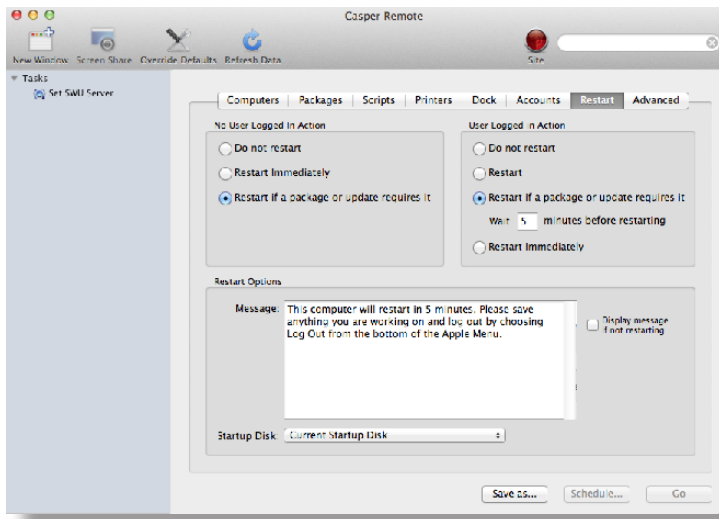 Casper Remote
New Window Screen Share Override Defaults Refresh Data Site
Tasks
Set SWU Server
Computers Packages Scripts Printers Dock Accounts Restart Advanced
No User Logged In Action
Do not restart
Restart Immediately
Restart if a package or update requires it
User Logged In Action
Do not restart
Restart
Restart if a package or update requires it
Wait 5 minutes before restarting
Restart Immediately
Restart Options
Message: This computer will restart in 5 minutes. Please save
anything you are working on and log out by choosing
Log Out from the bottom of the Apple Menu.
Display message
if not restarting
Startup Disk: Current Startup Disk
Save as... Schedule... Go